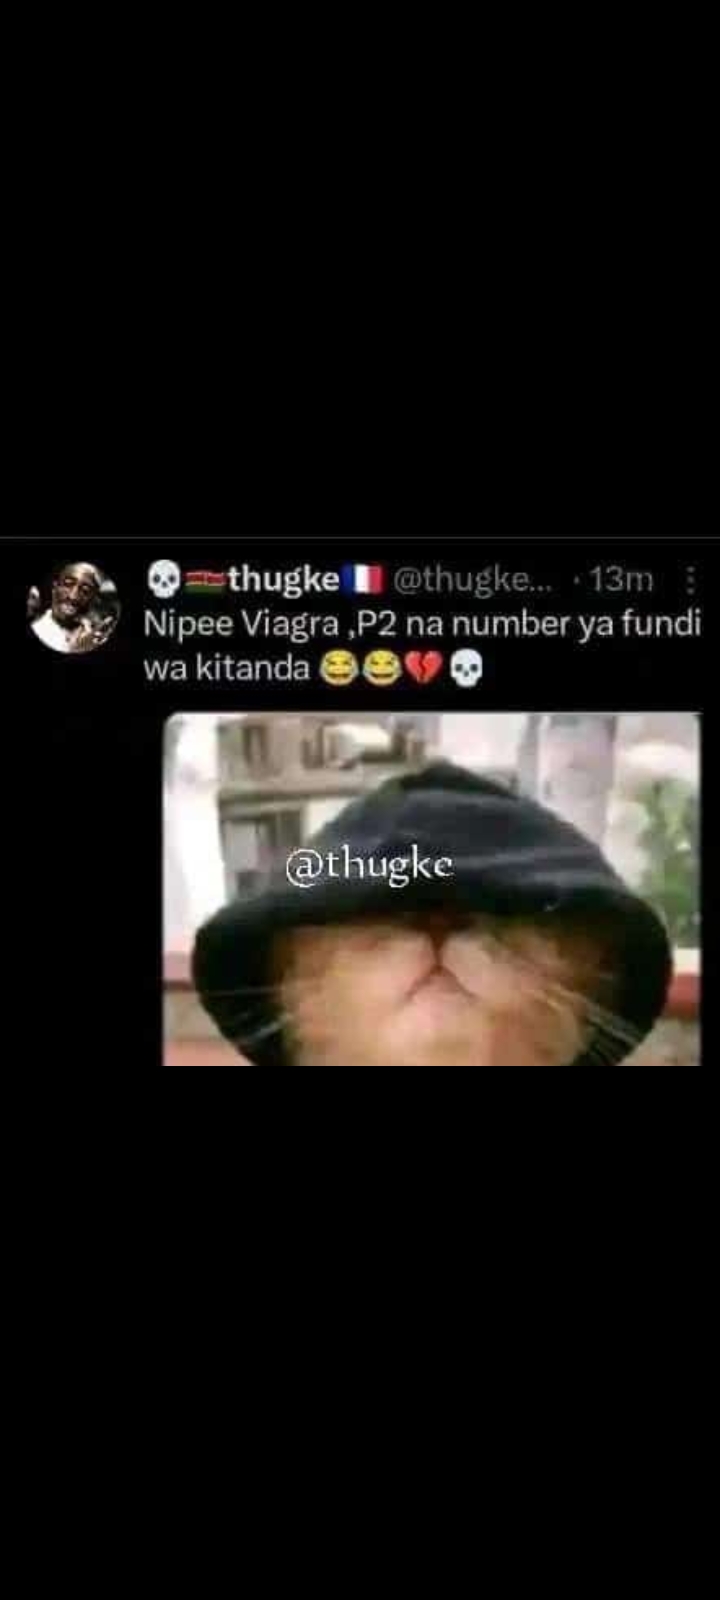 💀🇰🇪thugke🇫🇷 @thugke... · 13m
Nipee Viagra ,P2 na number ya fundi
wa kitanda 😂😂💔💀
@thugke